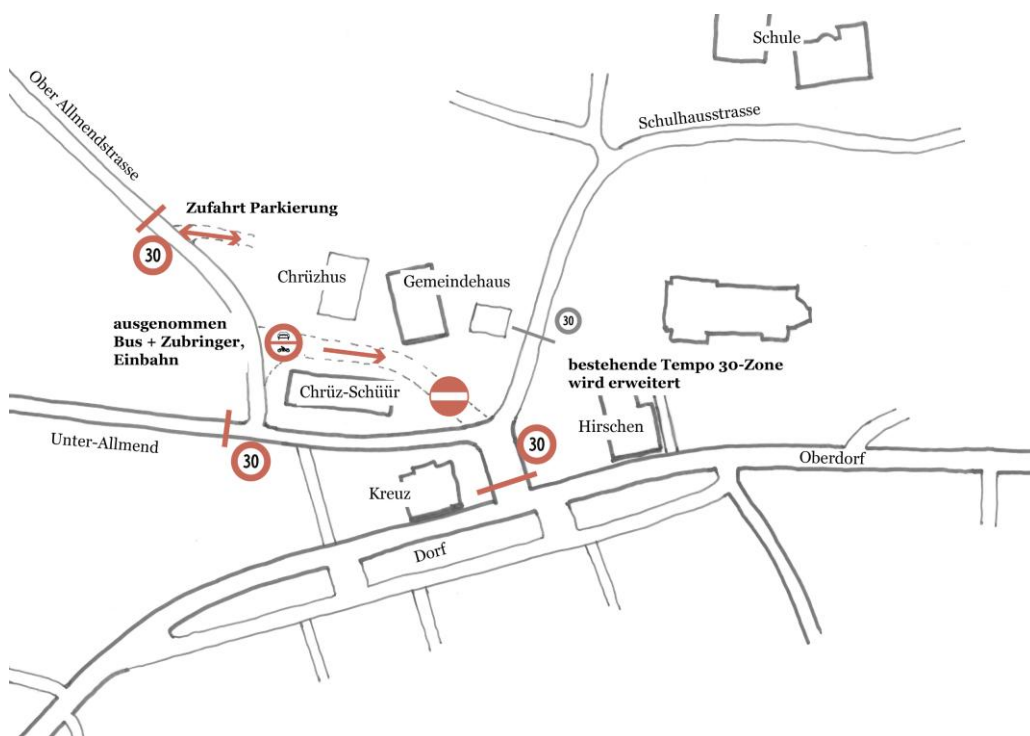 Schule
Ober Allmendstrasse
Schulhausstrasse
Zufahrt Parkierung
30
Chrüzhus
Gemeindehaus
30
ausgenommen
Bus + Zubringer,
Einbahn
bestehende Tempo 30-Zone
wird erweitert
Chrüz-Schüür
Hirschen
Unter-Allmend
30
30
Oberdorf
Kreuz
Dorf